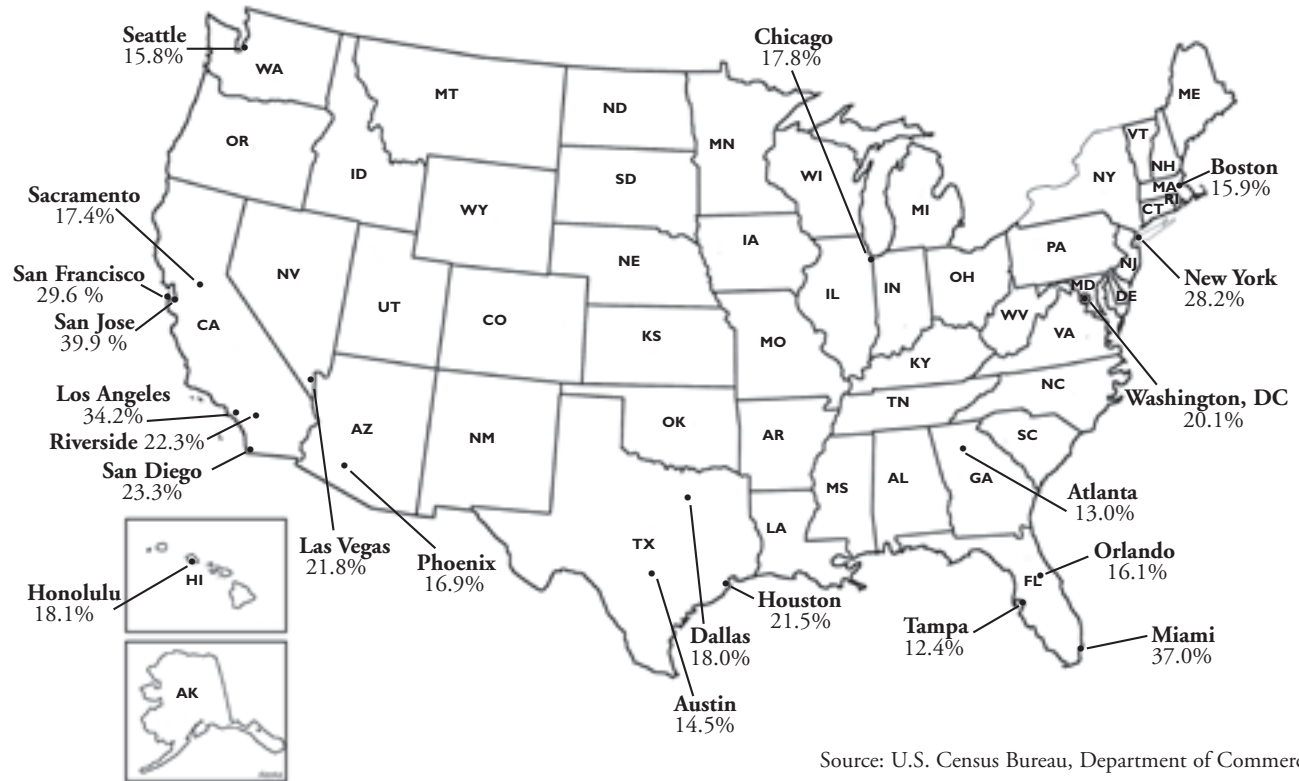 Seattle
15.8%
WA
MT
ND
MN
Chicago
17.8%
ME
VT
NH
NY
MA
RI
CT
Boston
15.9%
OR
ID
WY
SD
WI
MI
Sacramento
17.4%
San Francisco
29.6 %
San Jose
39.9 %
CA
NV
UT
CO
NE
KS
IA
MO
IL
IN
OH
PA
NJ
MD
DE
WV
VA
KY
New York
28.2%
Washington, DC
20.1%
Los Angeles
34.2%
Riverside 22.3%
San Diego
23.3%
AZ
NM
OK
AR
TN
NC
SC
MS
AL
GA
LA
TX
Atlanta
13.0%
Las Vegas
21.8%
Phoenix
16.9%
Honolulu
18.1%
HI
AK
Dallas
18.0%
Austin
14.5%
Houston
21.5%
FL
Orlando
16.1%
Tampa
12.4%
Miami
37.0%
Source: U.S. Census Bureau, Department of Commerc